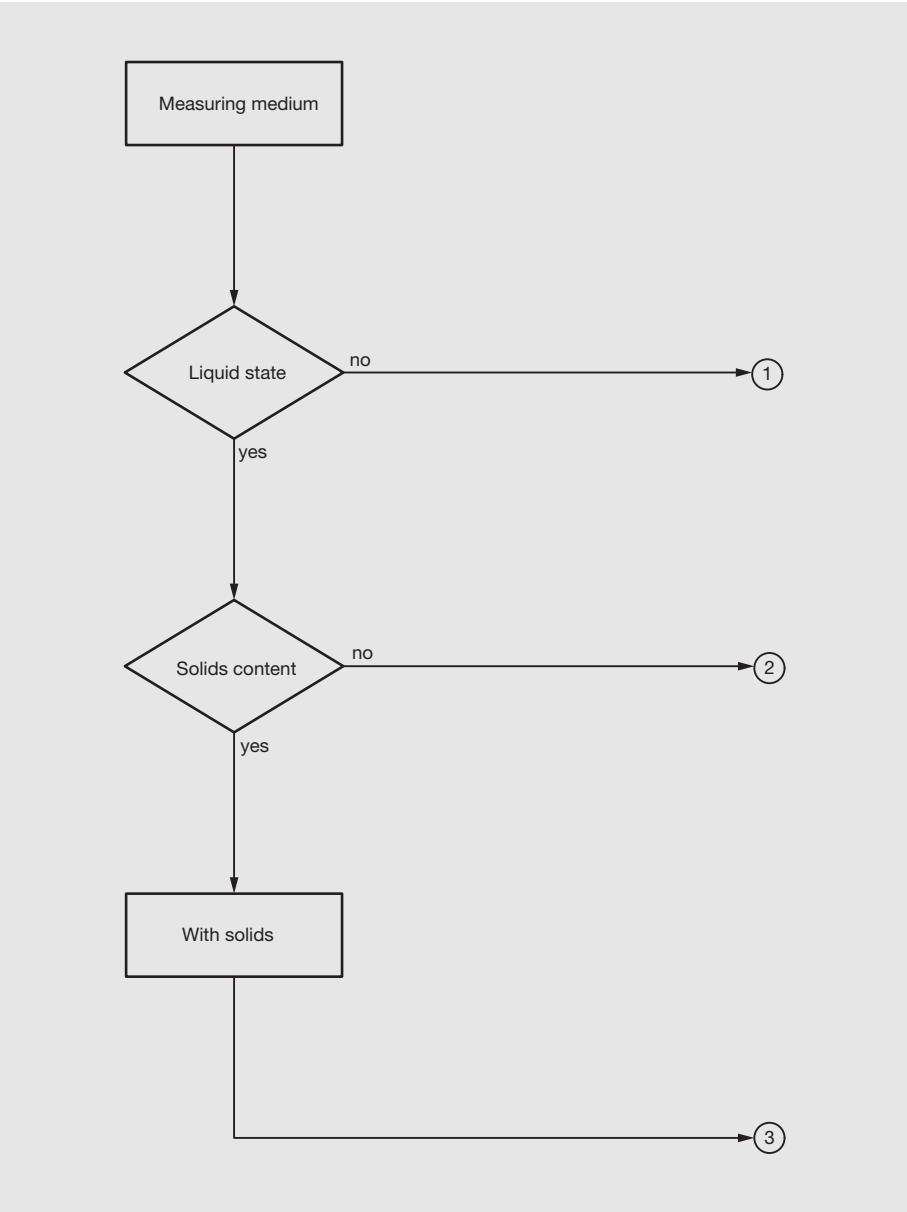 Measuring medium
Liquid state
no
1
yes
Solids content
no
2
yes
With solids
3